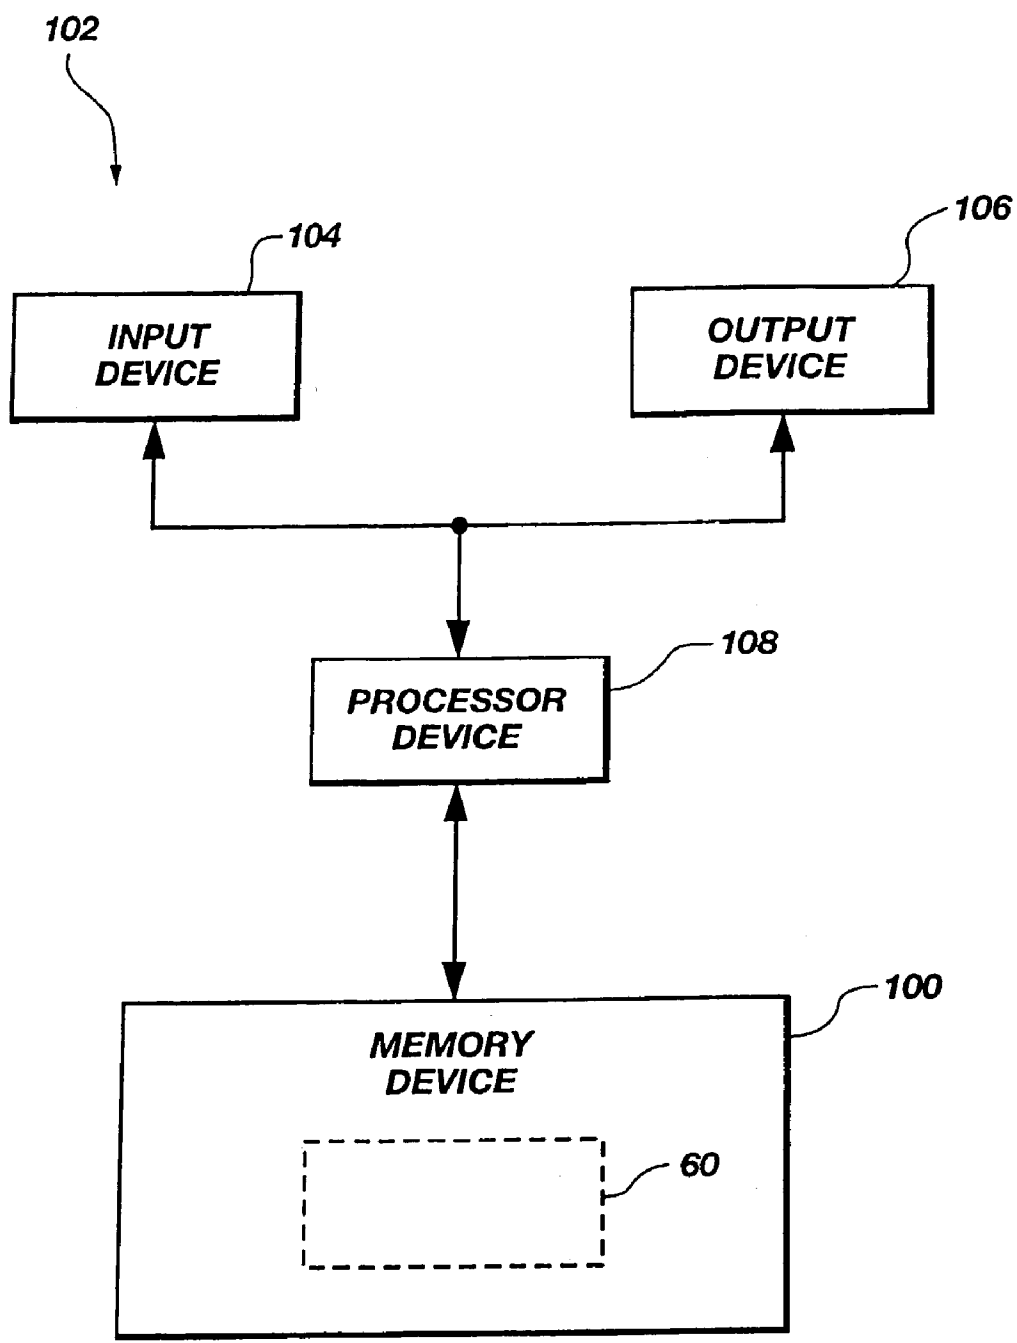 102
104
106
INPUT
DEVICE
OUTPUT
DEVICE
108
PROCESSOR
DEVICE
100
MEMORY
DEVICE
60